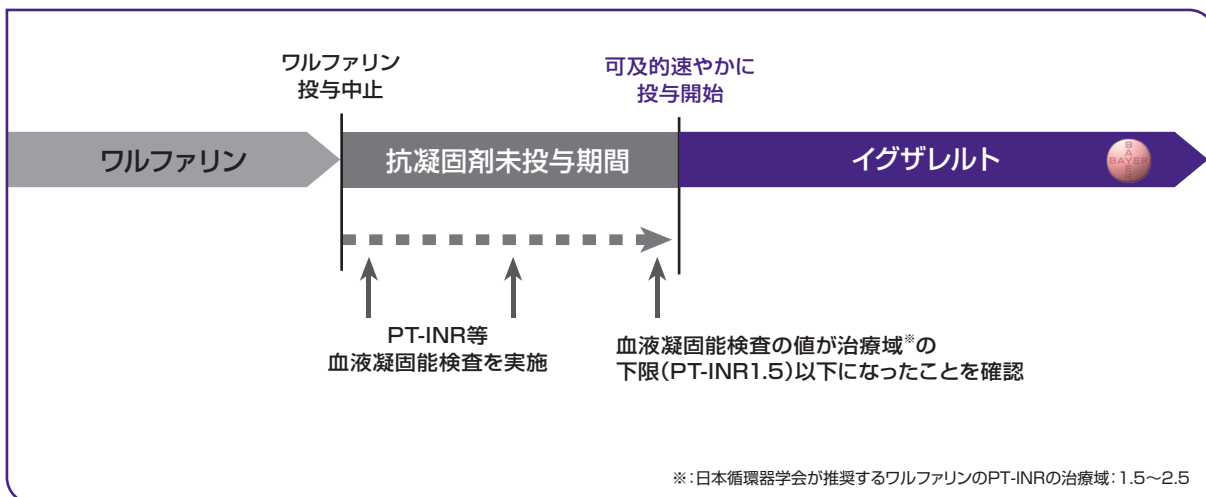 ワルファリン
投与中止
可及的速やかに
投与開始
ワルファリン
抗凝固剤未投与期間
イグザレルト
BAYER
BAYER
PT-INR等
血液凝固能検査を実施
血液凝固能検査の値が治療域※の
下限(PT-INR1.5)以下になったことを確認
※:日本循環器学会が推奨するワルファリンのPT-INRの治療域:1.5〜2.5